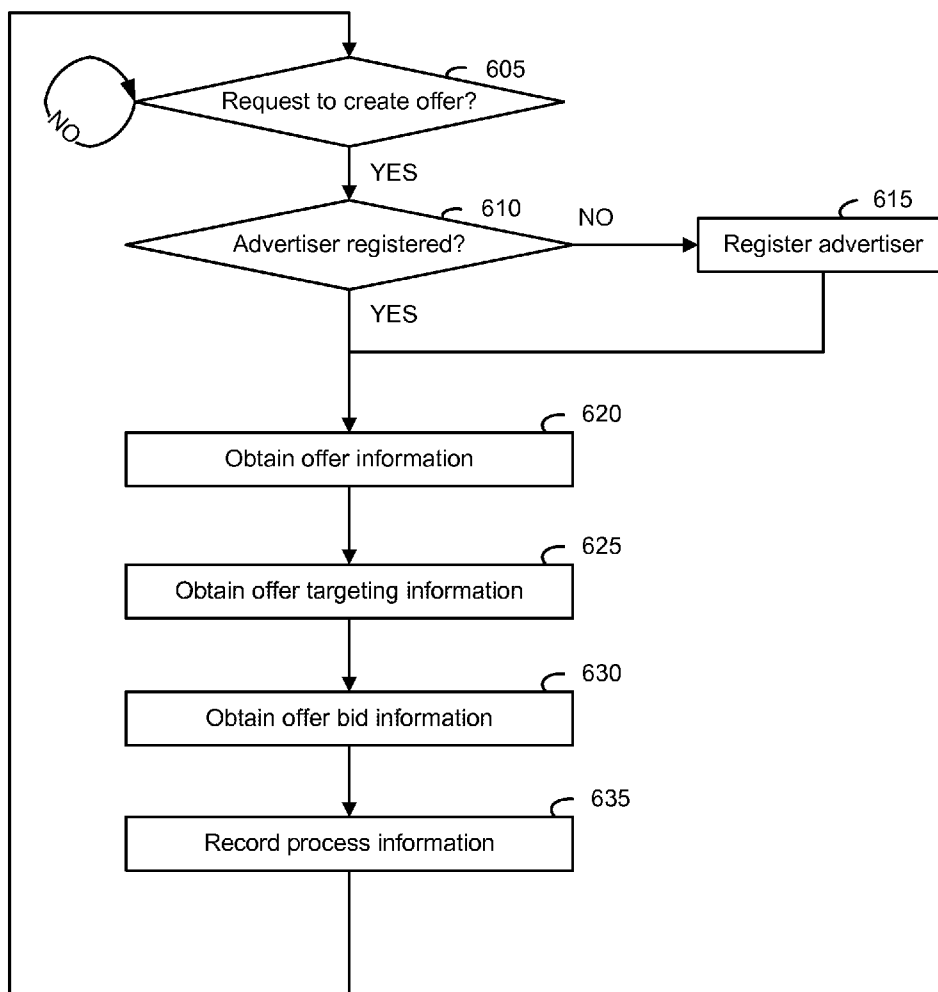 605
Request to create offer?
NO
YES
610
Advertiser registered?
NO
615
Register advertiser
YES
620
Obtain offer information
625
Obtain offer targeting information
630
Obtain offer bid information
635
Record process information